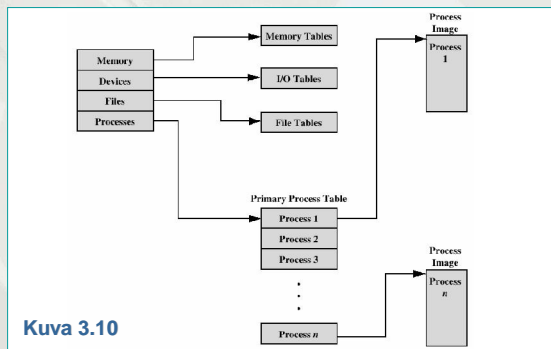 Memory
Devices
Files
Processes
Memory Tables
I/O Tables
File Tables
Primary Process Table
Process 1
Process 2
Process 3
Process n
Process
Image
Process
1
Process
Image
Process
n
Kuva 3.10